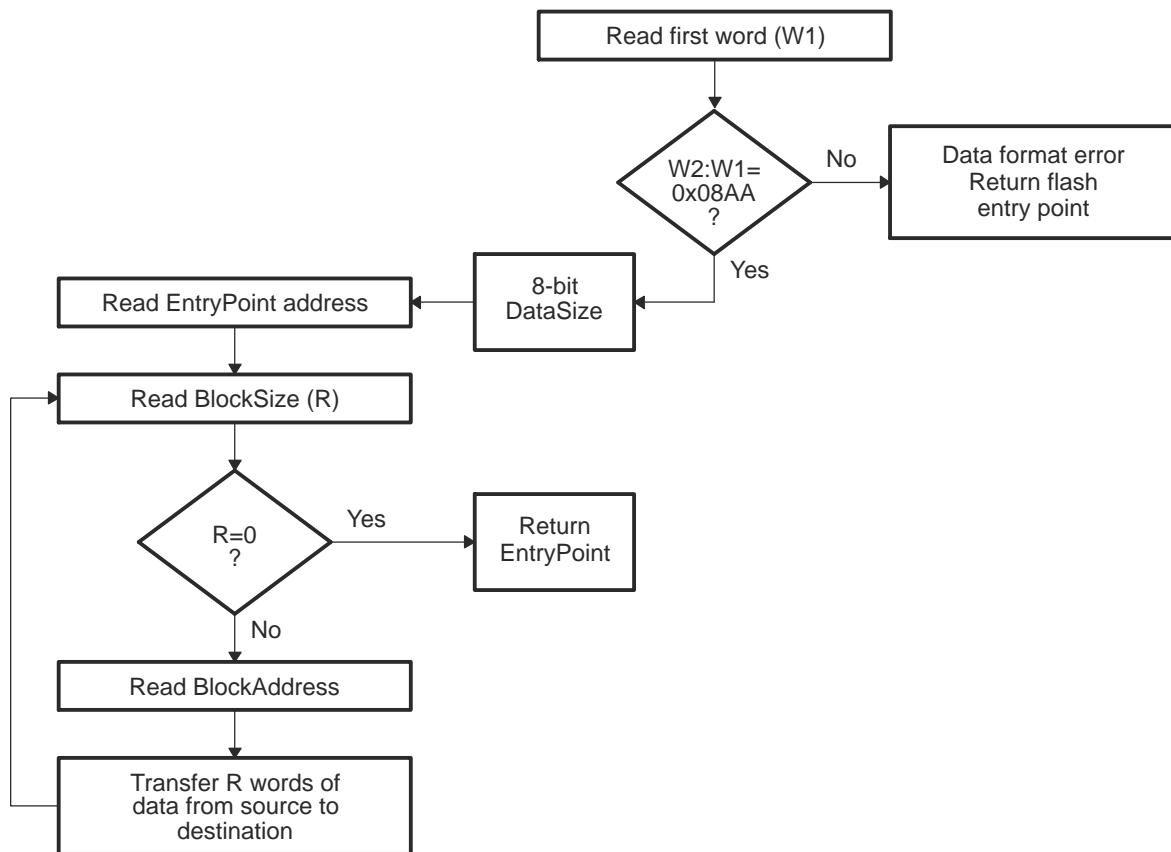 Read first word (W1)
W2:W1=
0x08AA
?
No
Data format error
Return flash
entry point
Yes
8-bit
DataSize
Read EntryPoint address
Read BlockSize (R)
R=0
?
Yes
Return
EntryPoint
No
Read BlockAddress
Transfer R words of
data from source to
destination